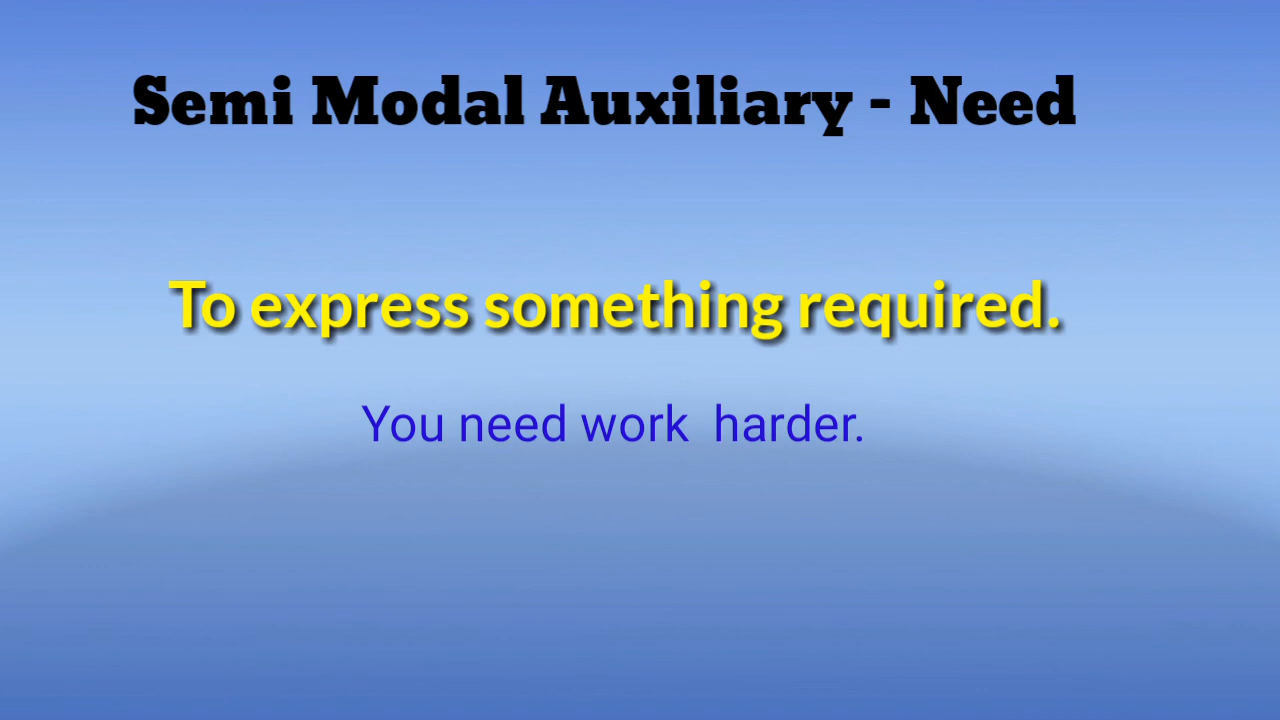 Semi Modal Auxiliary - Need
To express something required.
You need work  harder.